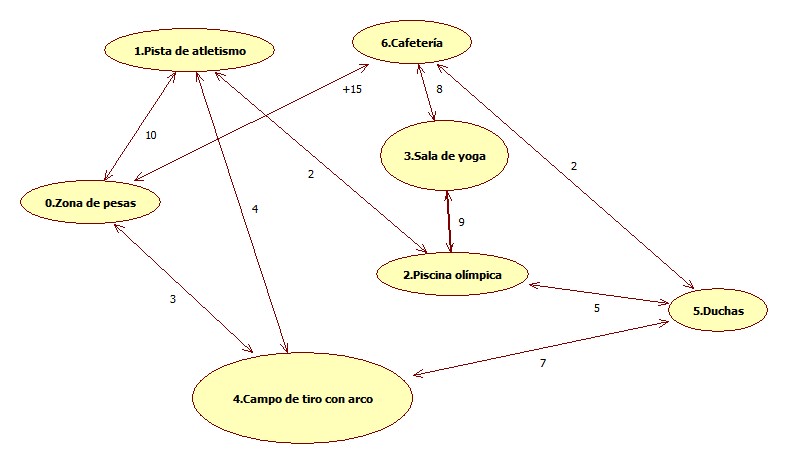 1.Pista de atletismo
6.Cafetería
+15
8
10
3.Sala de yoga
2
2
0.Zona de pesas
4
9
2.Piscina olímpica
3
5
5.Duchas
7
4.Campo de tiro con arco